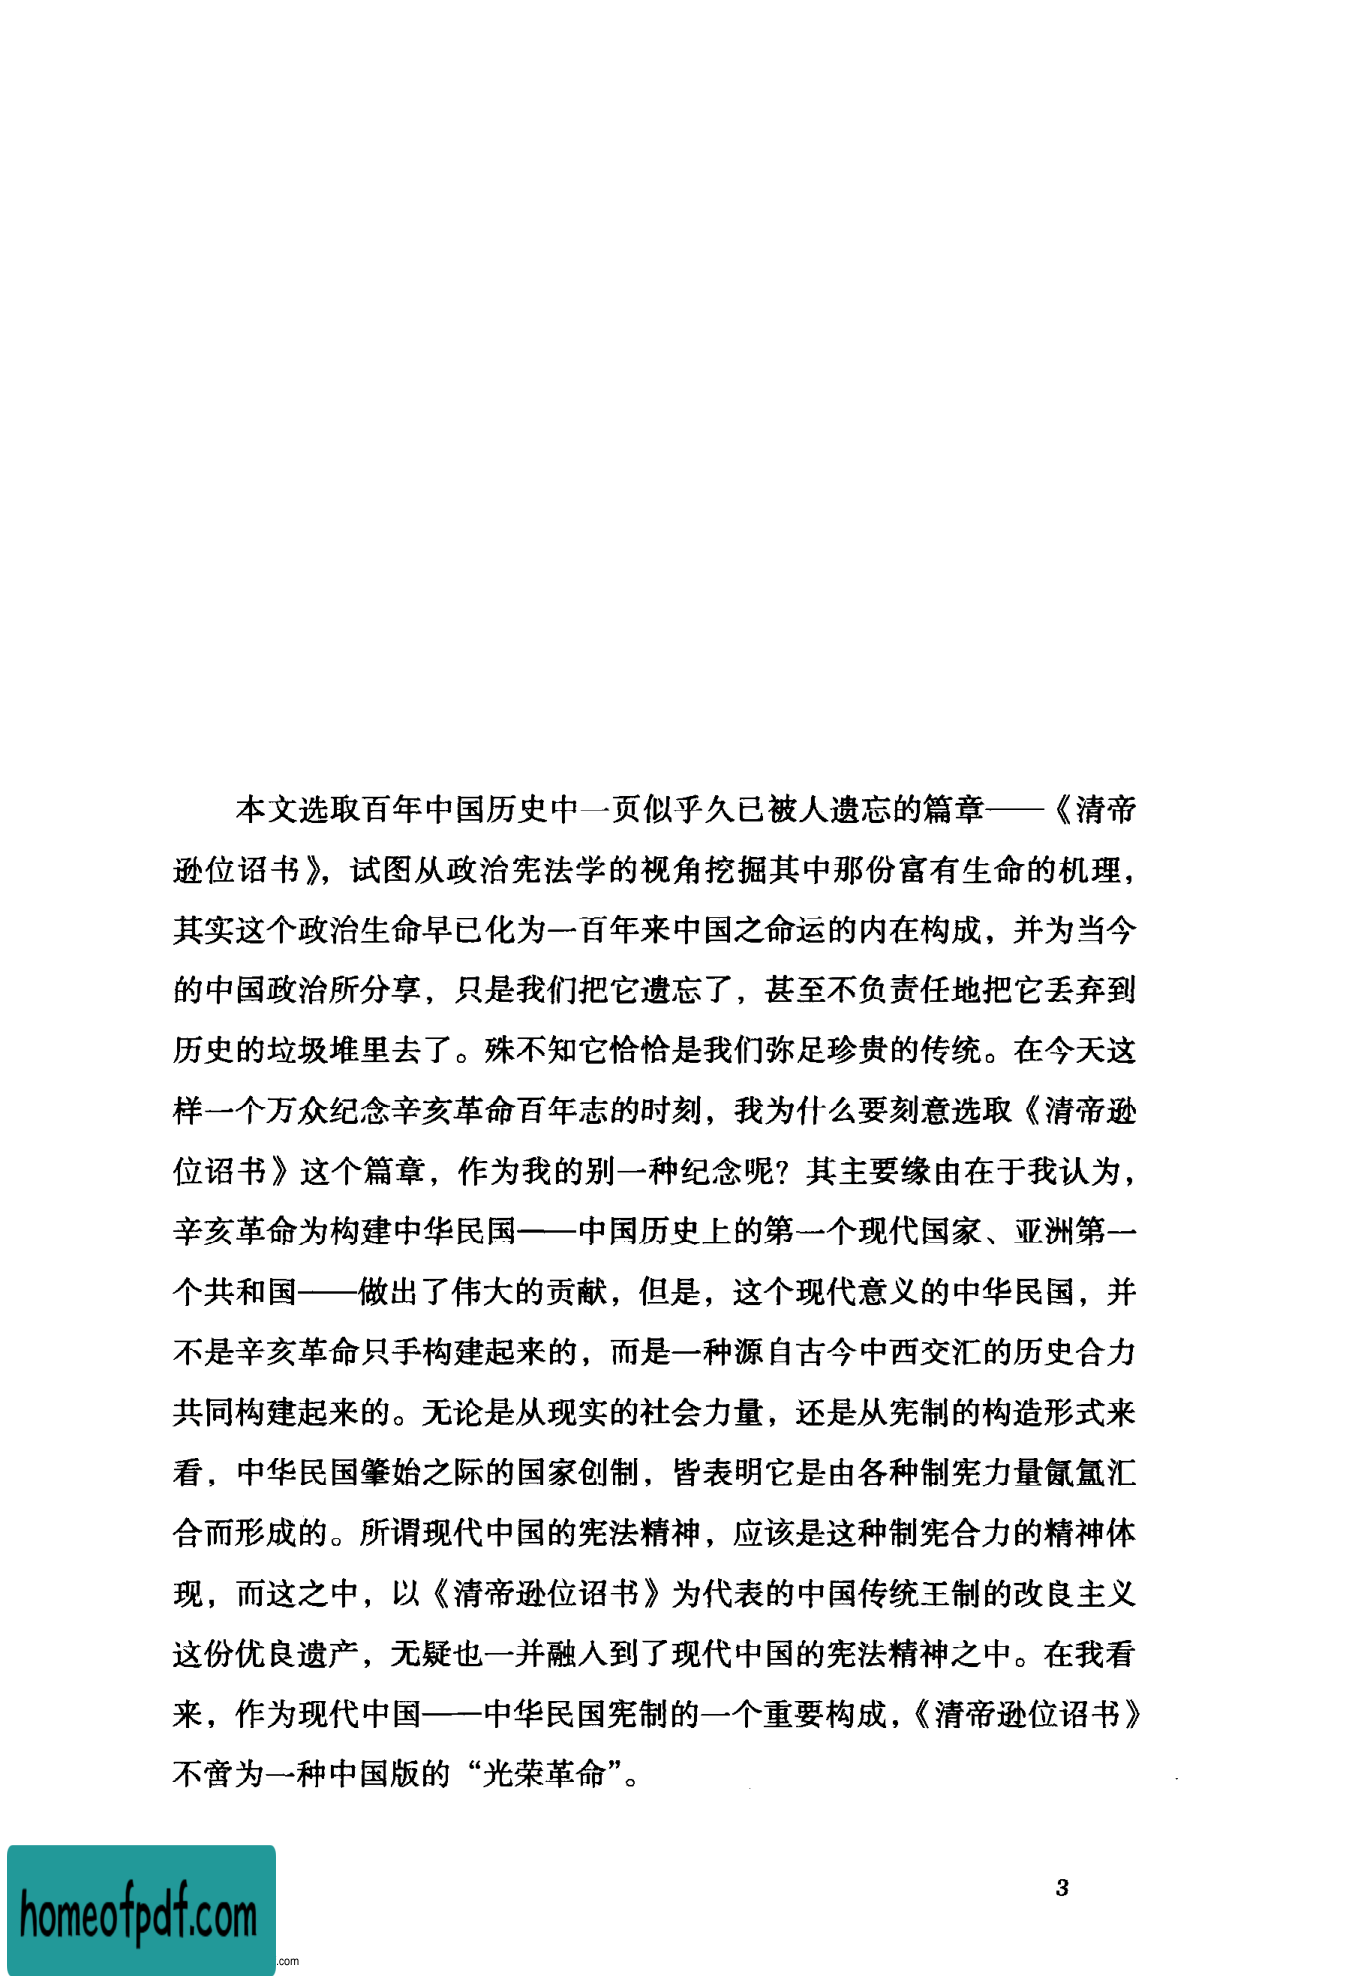 本文选取百年中国历史中一页似乎久已被人遗忘的篇章——《清帝
逊位诏书》，试图从政治宪法学的视角挖掘其中那份富有生命的机理，
其实这个政治生命早已化为一百年来中国之命运的内在构成，并为当今
的中国政治所分享，只是我们把它遗忘了，甚至不负责任地把它丢弃到
历史的垃圾堆里去了。殊不知它恰恰是我们弥足珍贵的传统。在今天这
样一个万众纪念辛亥革命百年志的时刻，我为什么要刻意选取《清帝逊
位诏书》这个篇章，作为我的别一种纪念呢？其主要缘由在于我认为，
辛亥革命为构建中华民国——中国历史上的第一个现代国家、亚洲第一
个共和国——做出了伟大的贡献，但是，这个现代意义的中华民国，并
不是辛亥革命只手构建起来的，而是一种源自古今中西交汇的历史合力
共同构建起来的。无论是从现实的社会力量，还是从宪制的构造形式来
看，中华民国肇始之际的国家创制，皆表明它是由各种制宪力量氤氲汇
合而形成的。所谓现代中国的宪法精神，应该是这种制宪合力的精神体
现，而这之中，以《清帝逊位诏书》为代表的中国传统王制的改良主义
这份优良遗产，无疑也一并融入到了现代中国的宪法精神之中。在我看
来，作为现代中国——中华民国宪制的一个重要构成，《清帝逊位诏书》
不啻为一种中国版的“光荣革命”。
3
homeofpdf.com
.com